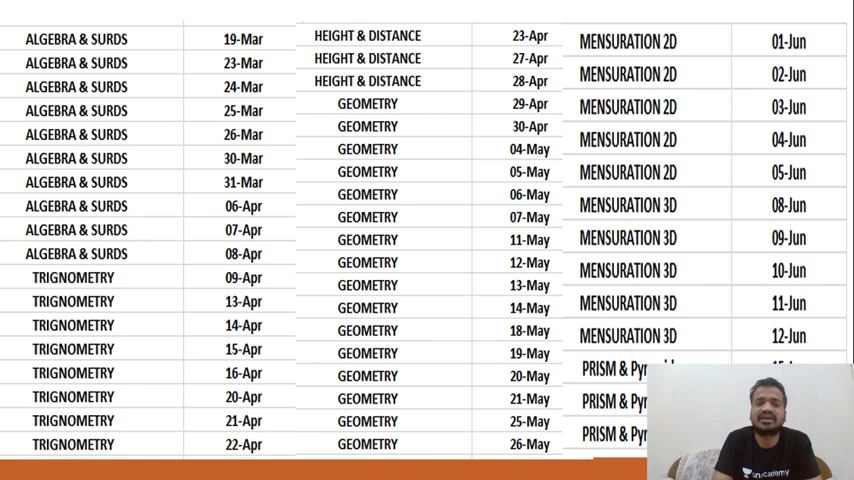 ALGEBRA & SURDS 19-Mar
ALGEBRA & SURDS 23-Mar
ALGEBRA & SURDS 24-Mar
ALGEBRA & SURDS 25-Mar
ALGEBRA & SURDS 26-Mar
ALGEBRA & SURDS 30-Mar
ALGEBRA & SURDS 31-Mar
ALGEBRA & SURDS 06-Apr
ALGEBRA & SURDS 07-Apr
ALGEBRA & SURDS 08-Apr
TRIGNOMETRY 09-Apr
TRIGNOMETRY 13-Apr
TRIGNOMETRY 14-Apr
TRIGNOMETRY 15-Apr
TRIGNOMETRY 16-Apr
TRIGNOMETRY 20-Apr
TRIGNOMETRY 21-Apr
TRIGNOMETRY 22-Apr
HEIGHT & DISTANCE 23-Apr
HEIGHT & DISTANCE 27-Apr
HEIGHT & DISTANCE 28-Apr
GEOMETRY 29-Apr
GEOMETRY 30-Apr
GEOMETRY 04-May
GEOMETRY 05-May
GEOMETRY 06-May
GEOMETRY 07-May
GEOMETRY 11-May
GEOMETRY 12-May
GEOMETRY 13-May
GEOMETRY 14-May
GEOMETRY 18-May
GEOMETRY 19-May
GEOMETRY 20-May
GEOMETRY 21-May
GEOMETRY 25-May
GEOMETRY 26-May
MENSURATION 2D 01-Jun
MENSURATION 2D 02-Jun
MENSURATION 2D 03-Jun
MENSURATION 2D 04-Jun
MENSURATION 2D 05-Jun
MENSURATION 3D 08-Jun
MENSURATION 3D 09-Jun
MENSURATION 3D 10-Jun
MENSURATION 3D 11-Jun
MENSURATION 3D 12-Jun
PRISM &
PRISM &
PRISM &